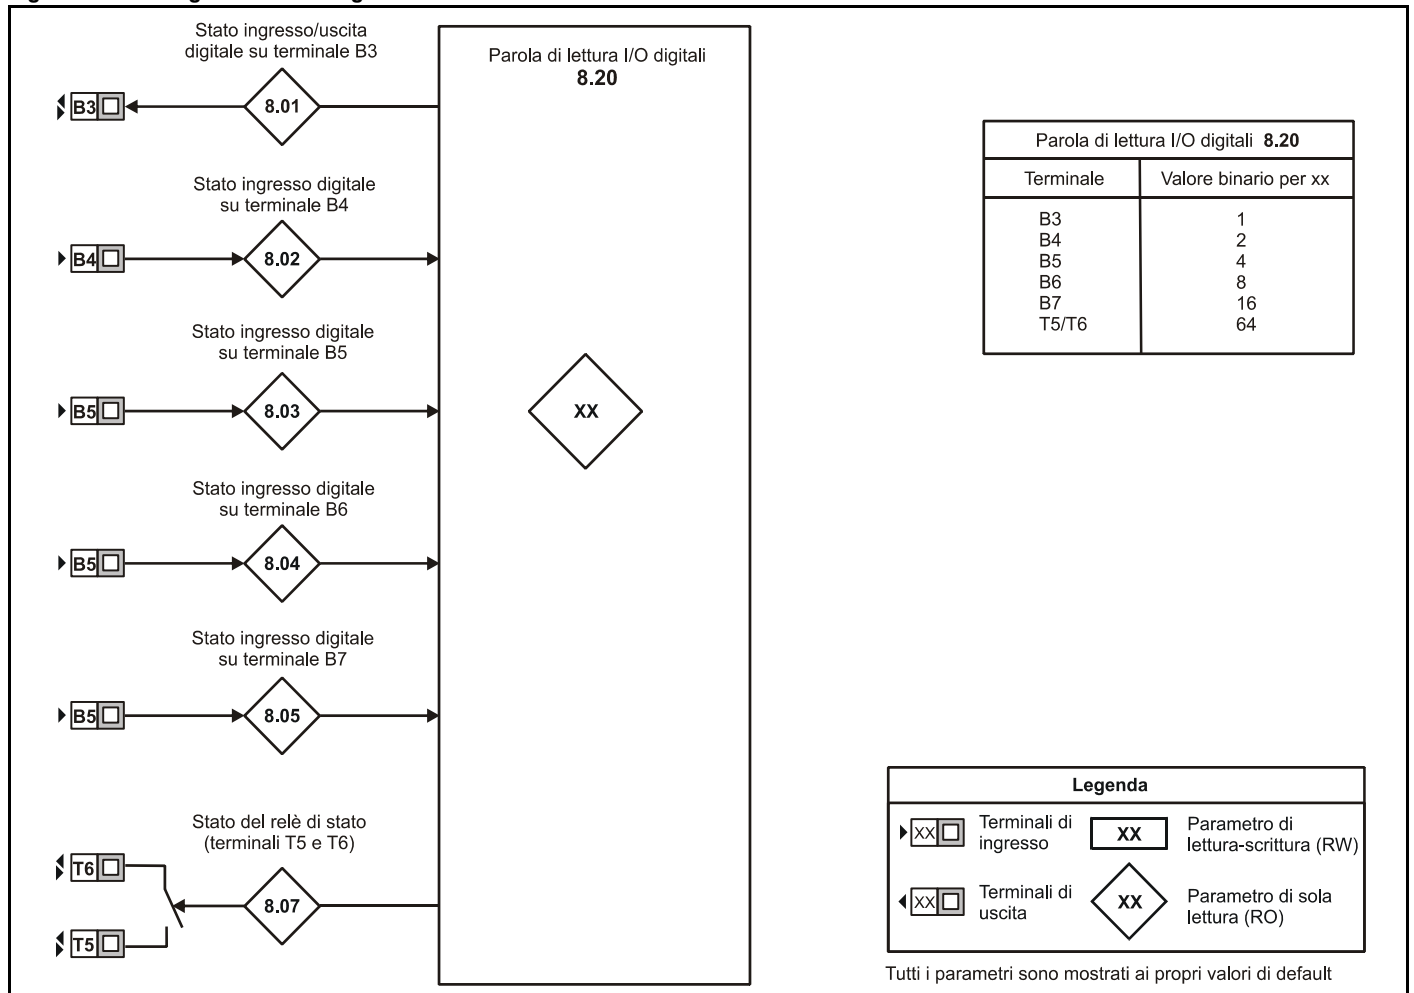 Stato ingresso/uscita
digitale su terminale B3
B3
8.01
Parola di lettura I/O digitali
8.20
Stato ingresso digitale
su terminale B4
B4
8.02
Stato ingresso digitale
su terminale B5
B5
8.03
XX
Stato ingresso digitale
su terminale B6
B5
8.04
Stato ingresso digitale
su terminale B7
B5
8.05
Stato del relè di stato
(terminali T5 e T6)
T6
8.07
T5
Parola di lettura I/O digitali 8.20
Terminale Valore binario per xx
B3 1
B4 2
B5 4
B6 8
B7 16
T5/T6 64
Legenda
XX
Terminali di
ingresso
XX
Parametro di
lettura-scrittura (RW)
XX
Terminali di
uscita
XX
Parametro di sola
lettura (RO)
Tutti i parametri sono mostrati ai propri valori di default